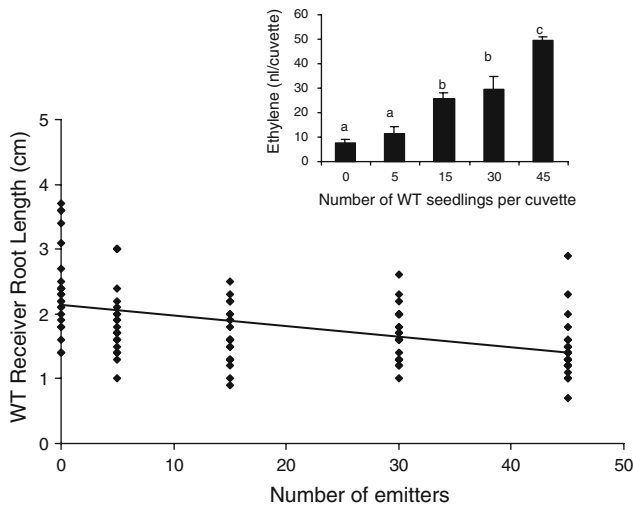 60
50
40
30
20
10
0
Ethylene (nl/cuvette)
a
a
b
b
c
0 5 15 30 45
Number of WT seedlings per cuvette
5
4
3
2
1
0
WT Receiver Root Length (cm)
0 10 20 30 40 50
Number of emitters